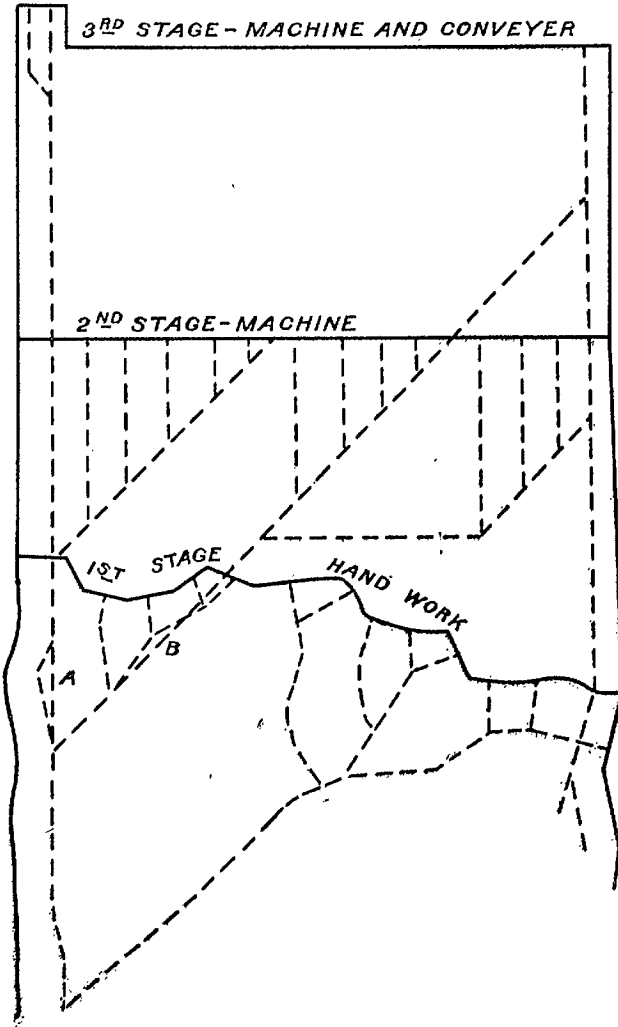 3RD STAGE - MACHINE AND CONVEYER
2ND STAGE - MACHINE
1ST STAGE HAND WORK
A
B